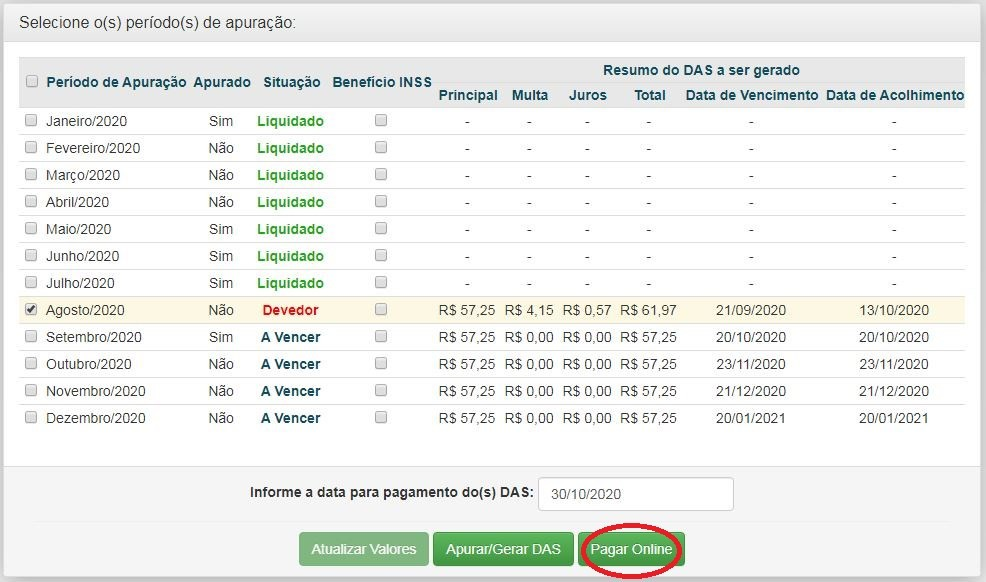 Selecione o(s) período(s) de apuração:
Resumo do DAS a ser gerado
Período de Apuração Apurado Situação Benefício INSS
Principal Multa Juros Total Data de Vencimento Data de Acolhimento
Janeiro/2020 Sim Liquidado - - - - - -
Fevereiro/2020 Não Liquidado - - - - - -
Março/2020 Não Liquidado - - - - - -
Abril/2020 Não Liquidado - - - - - -
Maio/2020 Sim Liquidado - - - - - -
Junho/2020 Sim Liquidado - - - - - -
Julho/2020 Sim Liquidado - - - - - -
Agosto/2020 Não Devedor R$ 57,25 R$ 4,15 R$ 0,57 R$ 61,97 21/09/2020 13/10/2020
Setembro/2020 Sim A Vencer R$ 57,25 R$ 0,00 R$ 0,00 R$ 57,25 20/10/2020 20/10/2020
Outubro/2020 Não A Vencer R$ 57,25 R$ 0,00 R$ 0,00 R$ 57,25 23/11/2020 23/11/2020
Novembro/2020 Não A Vencer R$ 57,25 R$ 0,00 R$ 0,00 R$ 57,25 21/12/2020 21/12/2020
Dezembro/2020 Não A Vencer R$ 57,25 R$ 0,00 R$ 0,00 R$ 57,25 20/01/2021 20/01/2021
Informe a data para pagamento do(s) DAS: 30/10/2020
Atualizar Valores Apurar/Gerar DAS Pagar Online